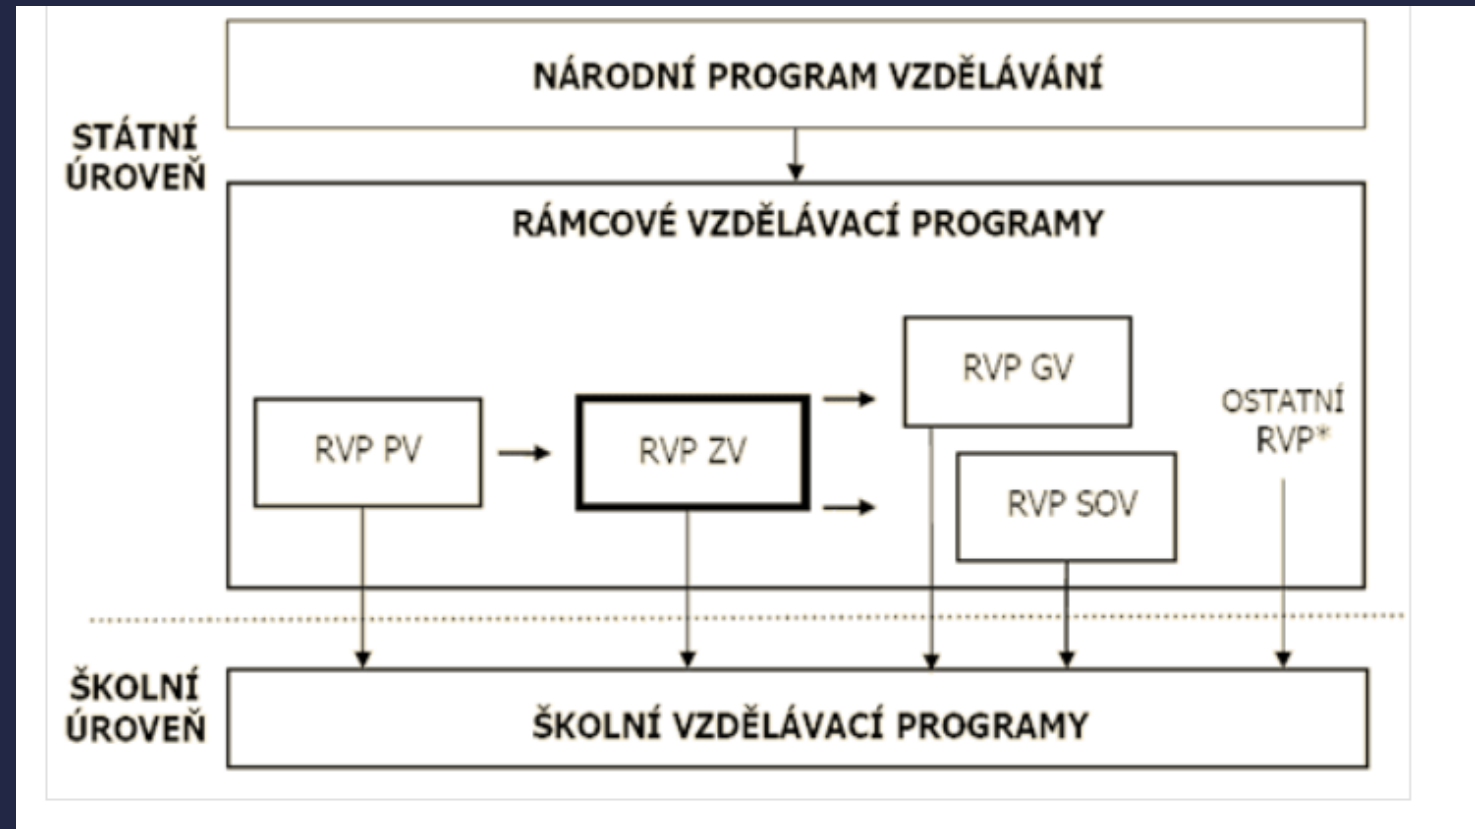 NÁRODNÍ PROGRAM VZDĚLÁVÁNÍ
STÁTNÍ
ÚROVEŇ
RÁMCOVÉ VZDĚLÁVACÍ PROGRAMY
RVP PV
RVP ZV
RVP GV
RVP SOV
OSTATNÍ
RVP*
ŠKOLNÍ
ÚROVEŇ
ŠKOLNÍ VZDĚLÁVACÍ PROGRAMY